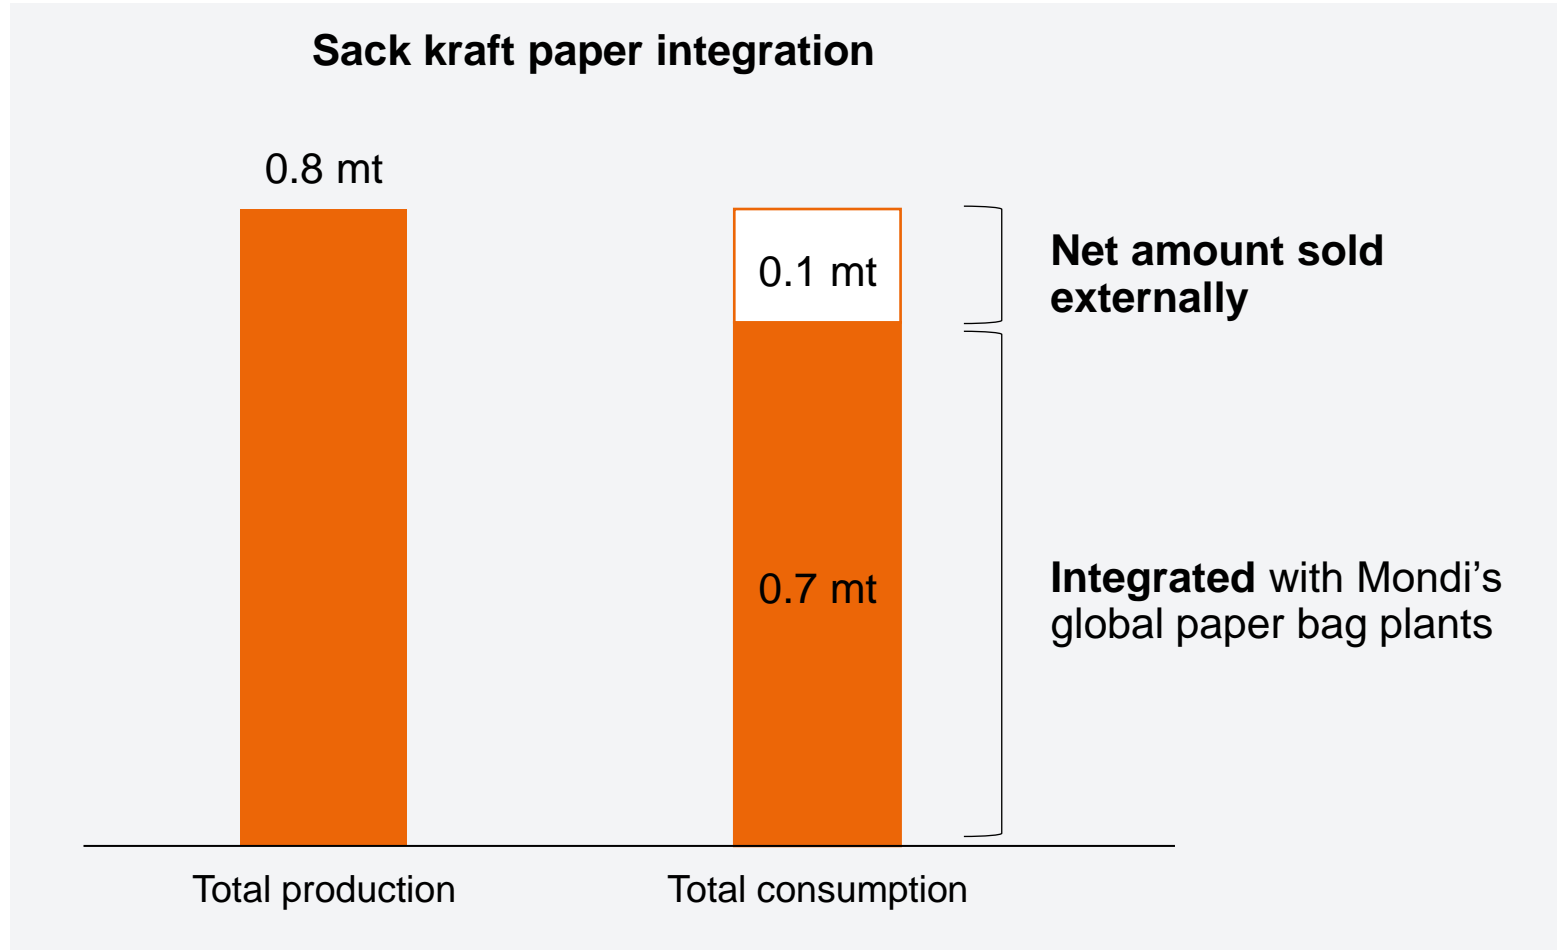 Sack kraft paper integration
0.8 mt
0.1 mt
Net amount sold
externally
0.7 mt
Integrated with Mondi’s
global paper bag plants
Total production
Total consumption